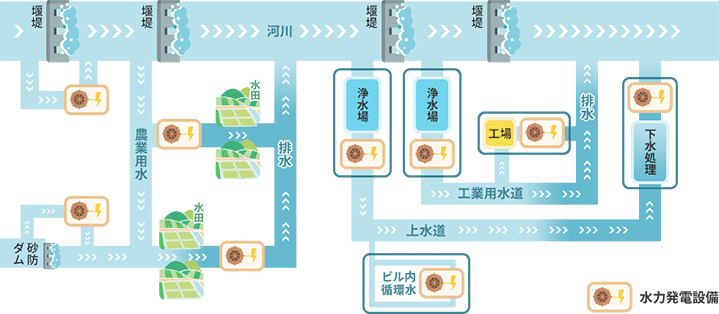 堰堤
堰堤
河川
堰堤
堰堤
水田
浄水場
浄水場
工場
排水
下水処理
農業用水
排水
工業用水道
水田
上水道
砂防
ダム
ビル内
循環水
水力発電設備